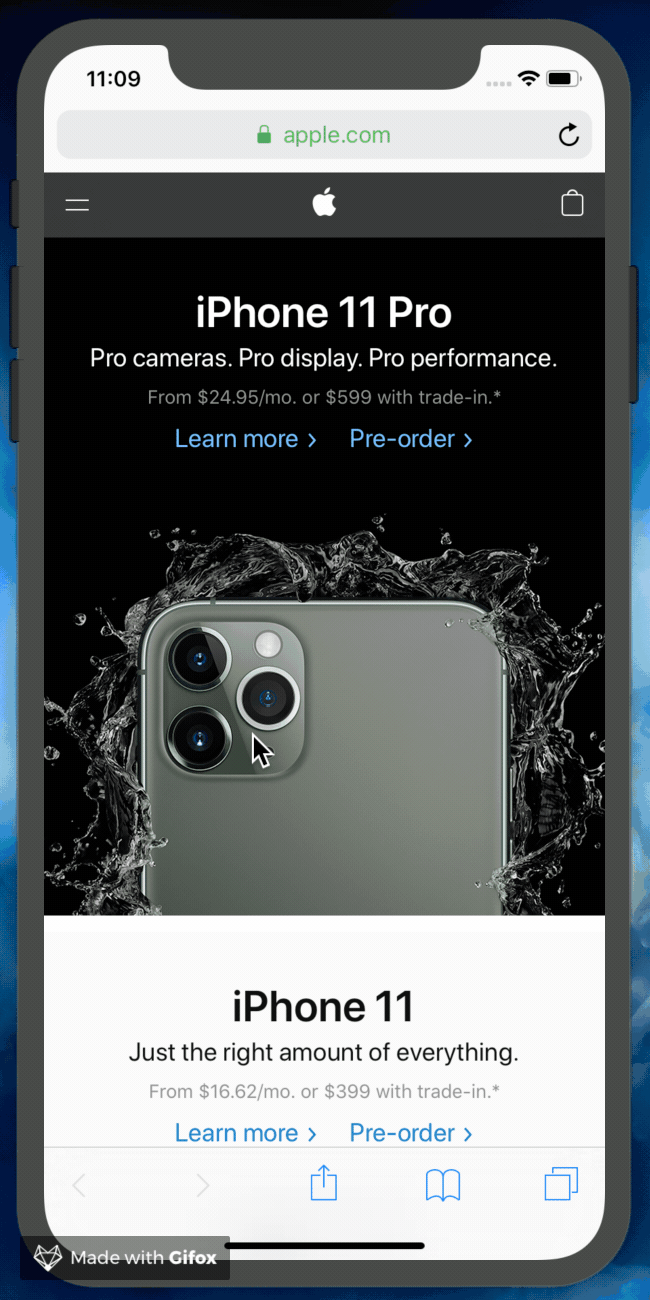 11:09
apple.com
iPhone 11 Pro
Pro cameras. Pro display. Pro performance.
From $24.95/mo. or $599 with trade-in.*
Learn more › Pre-order ›
iPhone 11
Just the right amount of everything.
From $16.62/mo. or $399 with trade-in.*
Learn more › Pre-order ›
Made with Gifox